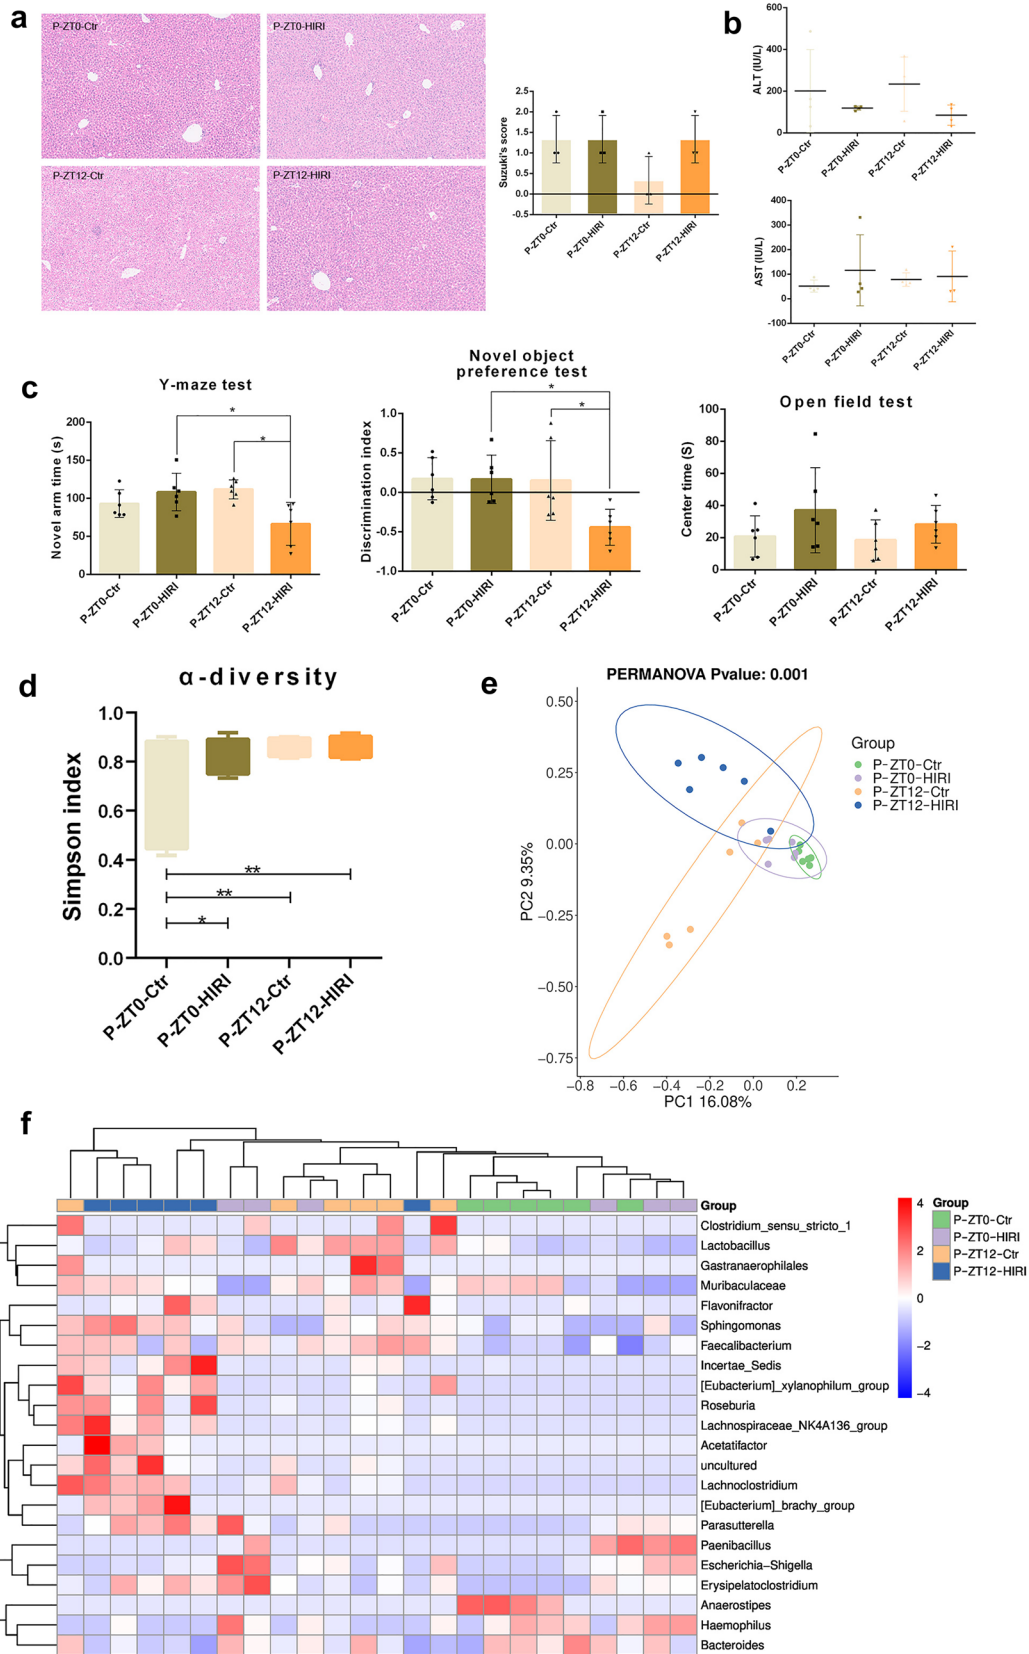 a
P-ZT0-Ctr
P-ZT0-HIRI
P-ZT12-Ctr
P-ZT12-HIRI
Suzuki's score
2.5
2.0
1.5
1.0
0.5
0.0
-0.5
P-ZT0-Ctr
P-ZT0-HIRI
P-ZT12-Ctr
P-ZT12-HIRI
b
ALT (IU/L)
600
400
200
0
P-ZT0-Ctr
P-ZT0-HIRI
P-ZT12-Ctr
P-ZT12-HIRI
AST (IU/L)
400
300
200
100
0
-100
P-ZT0-Ctr
P-ZT0-HIRI
P-ZT12-Ctr
P-ZT12-HIRI
c
Y-maze test
Novel arm time (s)
200
150
100
50
0
*
*
P-ZT0-Ctr
P-ZT0-HIRI
P-ZT12-Ctr
P-ZT12-HIRI
Novel object
preference test
Discrimination index
1.0
0.5
0.0
-0.5
-1.0
*
*
P-ZT0-Ctr
P-ZT0-HIRI
P-ZT12-Ctr
P-ZT12-HIRI
Open field test
Center time (S)
100
80
60
40
20
0
P-ZT0-Ctr
P-ZT0-HIRI
P-ZT12-Ctr
P-ZT12-HIRI
d
α-diversity
Simpson index
1.0
0.8
0.6
0.4
0.2
0.0
**
**
*
P-ZT0-Ctr
P-ZT0-HIRI
P-ZT12-Ctr
P-ZT12-HIRI
e
PERMANOVA Pvalue: 0.001
PC2 9.35%
0.50
0.25
0.00
−0.25
−0.50
−0.75
−0.8 −0.6 −0.4 −0.2 0.0 0.2
PC1 16.08%
Group
P-ZT0-Ctr
P-ZT0-HIRI
P-ZT12-Ctr
P-ZT12-HIRI
f
Group
Clostridium_sensu_stricto_1
Lactobacillus
Gastranaerophilales
Muribaculaceae
Flavonifractor
Sphingomonas
Faecalibacterium
Incertae_Sedis
[Eubacterium]_xylanophilum_group
Roseburia
Lachnospiraceae_NK4A136_group
Acetatifactor
uncultured
Lachnoclostridium
[Eubacterium]_brachy_group
Parasutterella
Paenibacillus
Escherichia−Shigella
Erysipelatoclostridium
Anaerostipes
Haemophilus
Bacteroides
4
2
0
−2
−4
Group
P-ZT0-Ctr
P-ZT0-HIRI
P-ZT12-Ctr
P-ZT12-HIRI